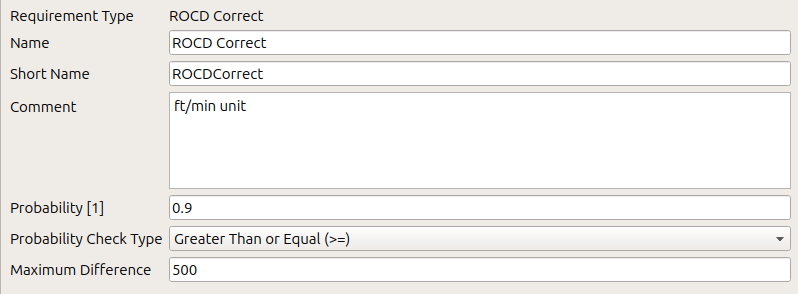 Requirement Type ROCD Correct
Name ROCD Correct
Short Name ROCDCorrect
Comment ft/min unit
Probability [1] 0.9
Probability Check Type Greater Than or Equal (>=)
Maximum Difference 500